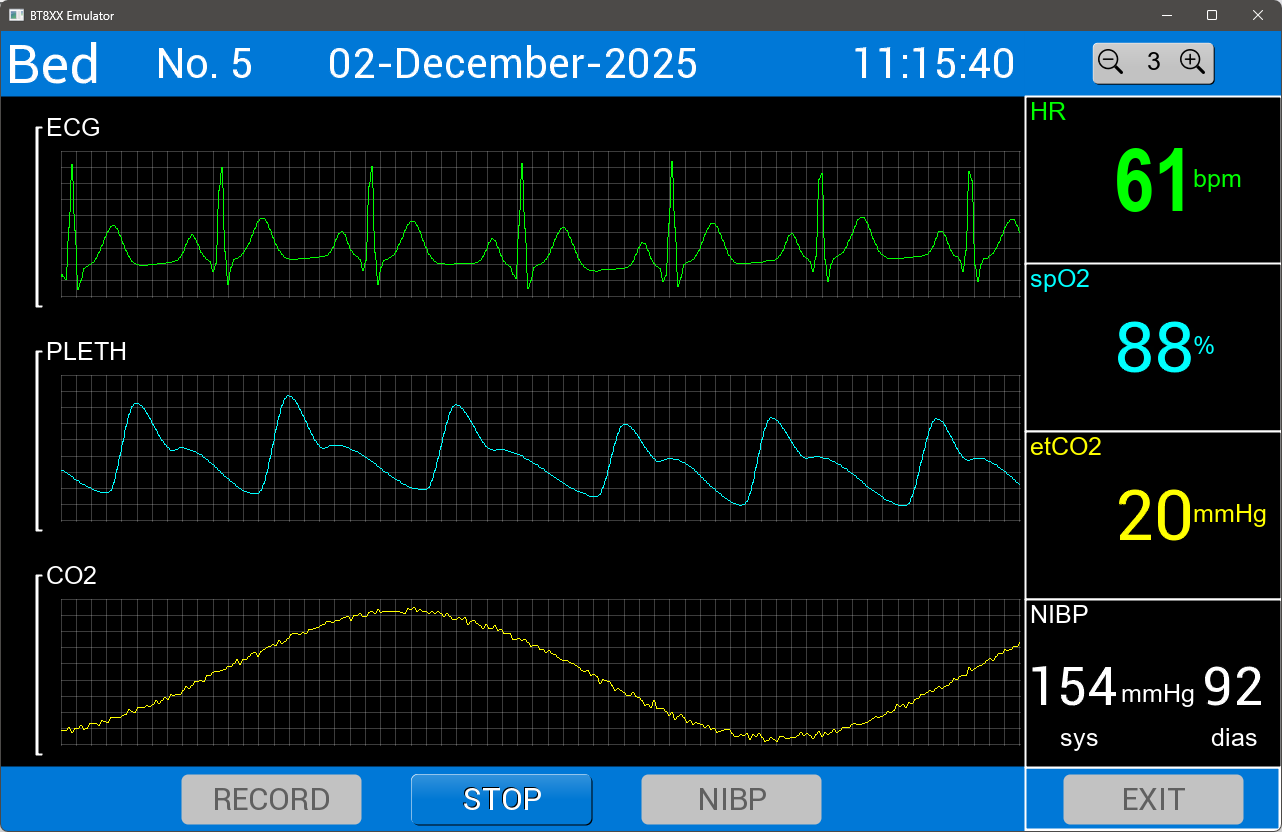 BT8XX Emulator
Bed No. 5 02-December-2025 11:15:40 3
ECG
HR
61 bpm
spO2
88 %
PLETH
etCO2
20 mmHg
CO2
NIBP
154 mmHg 92
sys dias
RECORD STOP NIBP EXIT